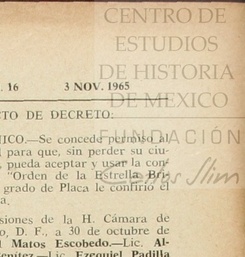 CENTRO DE
ESTUDIOS
DE HISTORIA
DE MEXICO
FUNDACIÓN
Carlos Slim
. 16 3 NOV. 1965
TO DE DECRETO:
NICO.—Se concede permiso al
para que, sin perder su ciu-
, pueda aceptar y usar la con-
"Orden de la Estrella Bri-
grado de Placa le confirió el
a,
siones de la H. Cámara de
o, D. F., a 30 de octubre de
l Matos Escobedo.—Lic. Al-
enítez.—Lic. Ezequiel Padilla